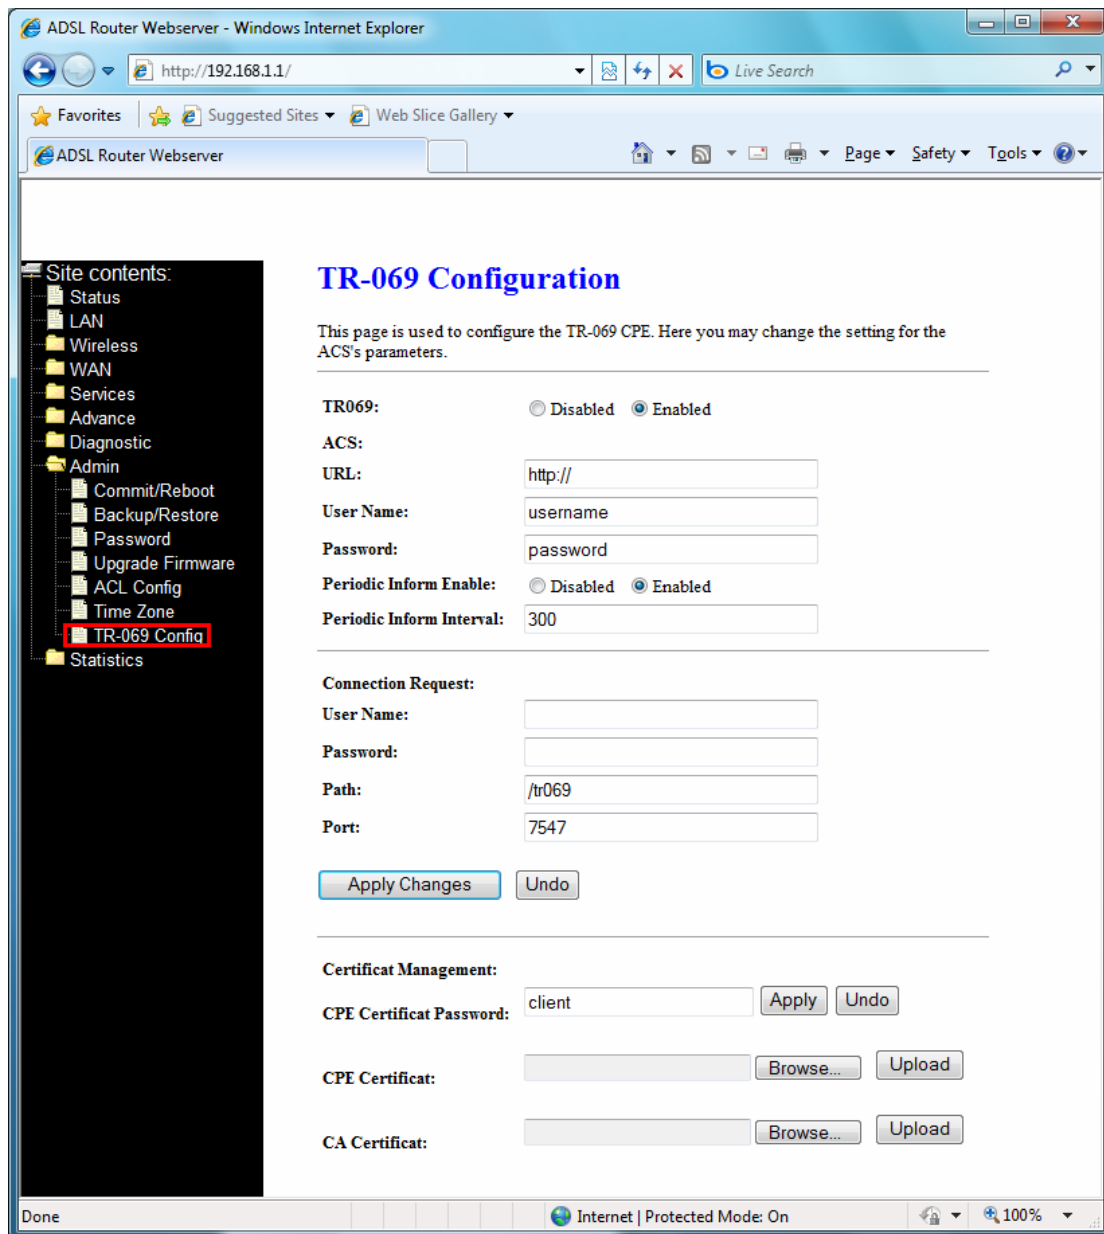 ADSL Router Webserver - Windows Internet Explorer
http://192.168.1.1/
Live Search
Favorites Suggested Sites Web Slice Gallery
ADSL Router Webserver
Page Safety Tools
Site contents:
Status
LAN
Wireless
WAN
Services
Advance
Diagnostic
Admin
Commit/Reboot
Backup/Restore
Password
Upgrade Firmware
ACL Config
Time Zone
TR-069 Config
Statistics
TR-069 Configuration
This page is used to configure the TR-069 CPE. Here you may change the setting for the
ACS's parameters.
TR069: Disabled Enabled
ACS:
URL: http://
User Name: username
Password: password
Periodic Inform Enable: Disabled Enabled
Periodic Inform Interval: 300
Connection Request:
User Name:
Password:
Path: /tr069
Port: 7547
Apply Changes Undo
Certificat Management:
CPE Certificat Password: client Apply Undo
CPE Certificat: Browse... Upload
CA Certificat: Browse... Upload
Done Internet | Protected Mode: On 100%